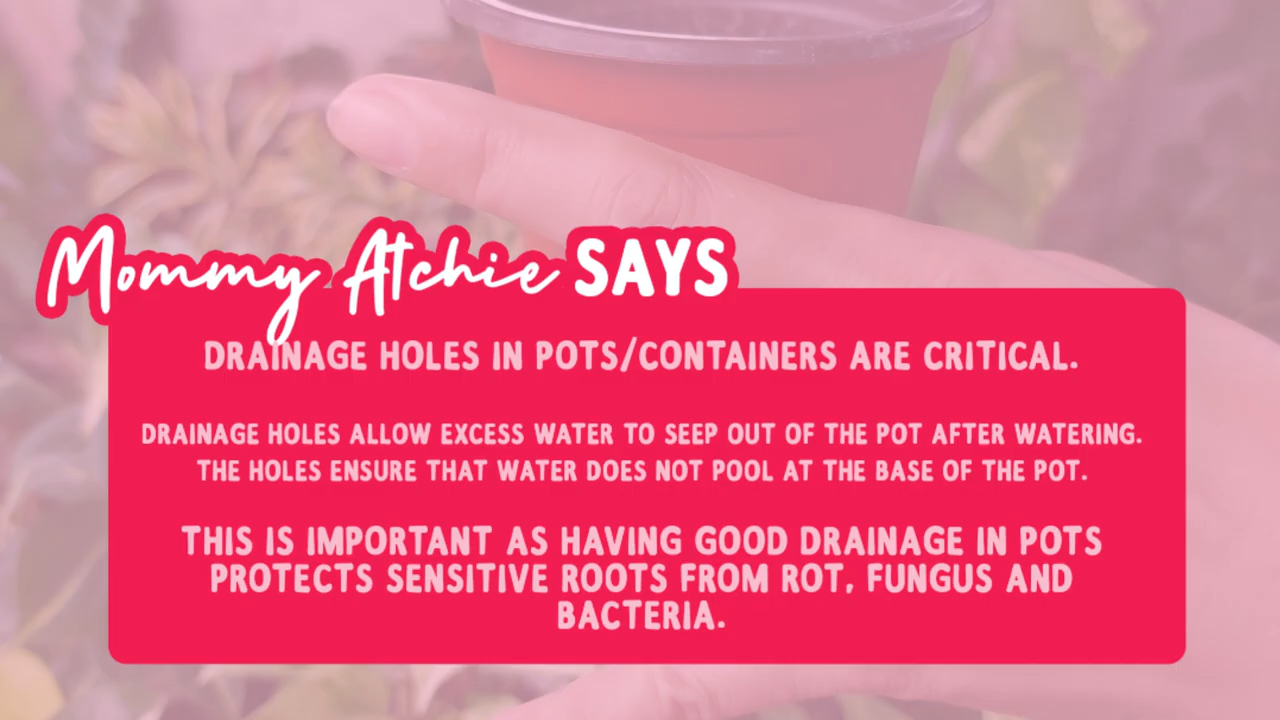 Mommy Atchie SAYS
DRAINAGE HOLES IN POTS/CONTAINERS ARE CRITICAL.
DRAINAGE HOLES ALLOW EXCESS WATER TO SEEP OUT OF THE POT AFTER WATERING.
THE HOLES ENSURE THAT WATER DOES NOT POOL AT THE BASE OF THE POT.
THIS IS IMPORTANT AS HAVING GOOD DRAINAGE IN POTS
PROTECTS SENSITIVE ROOTS FROM ROT, FUNGUS AND
BACTERIA.